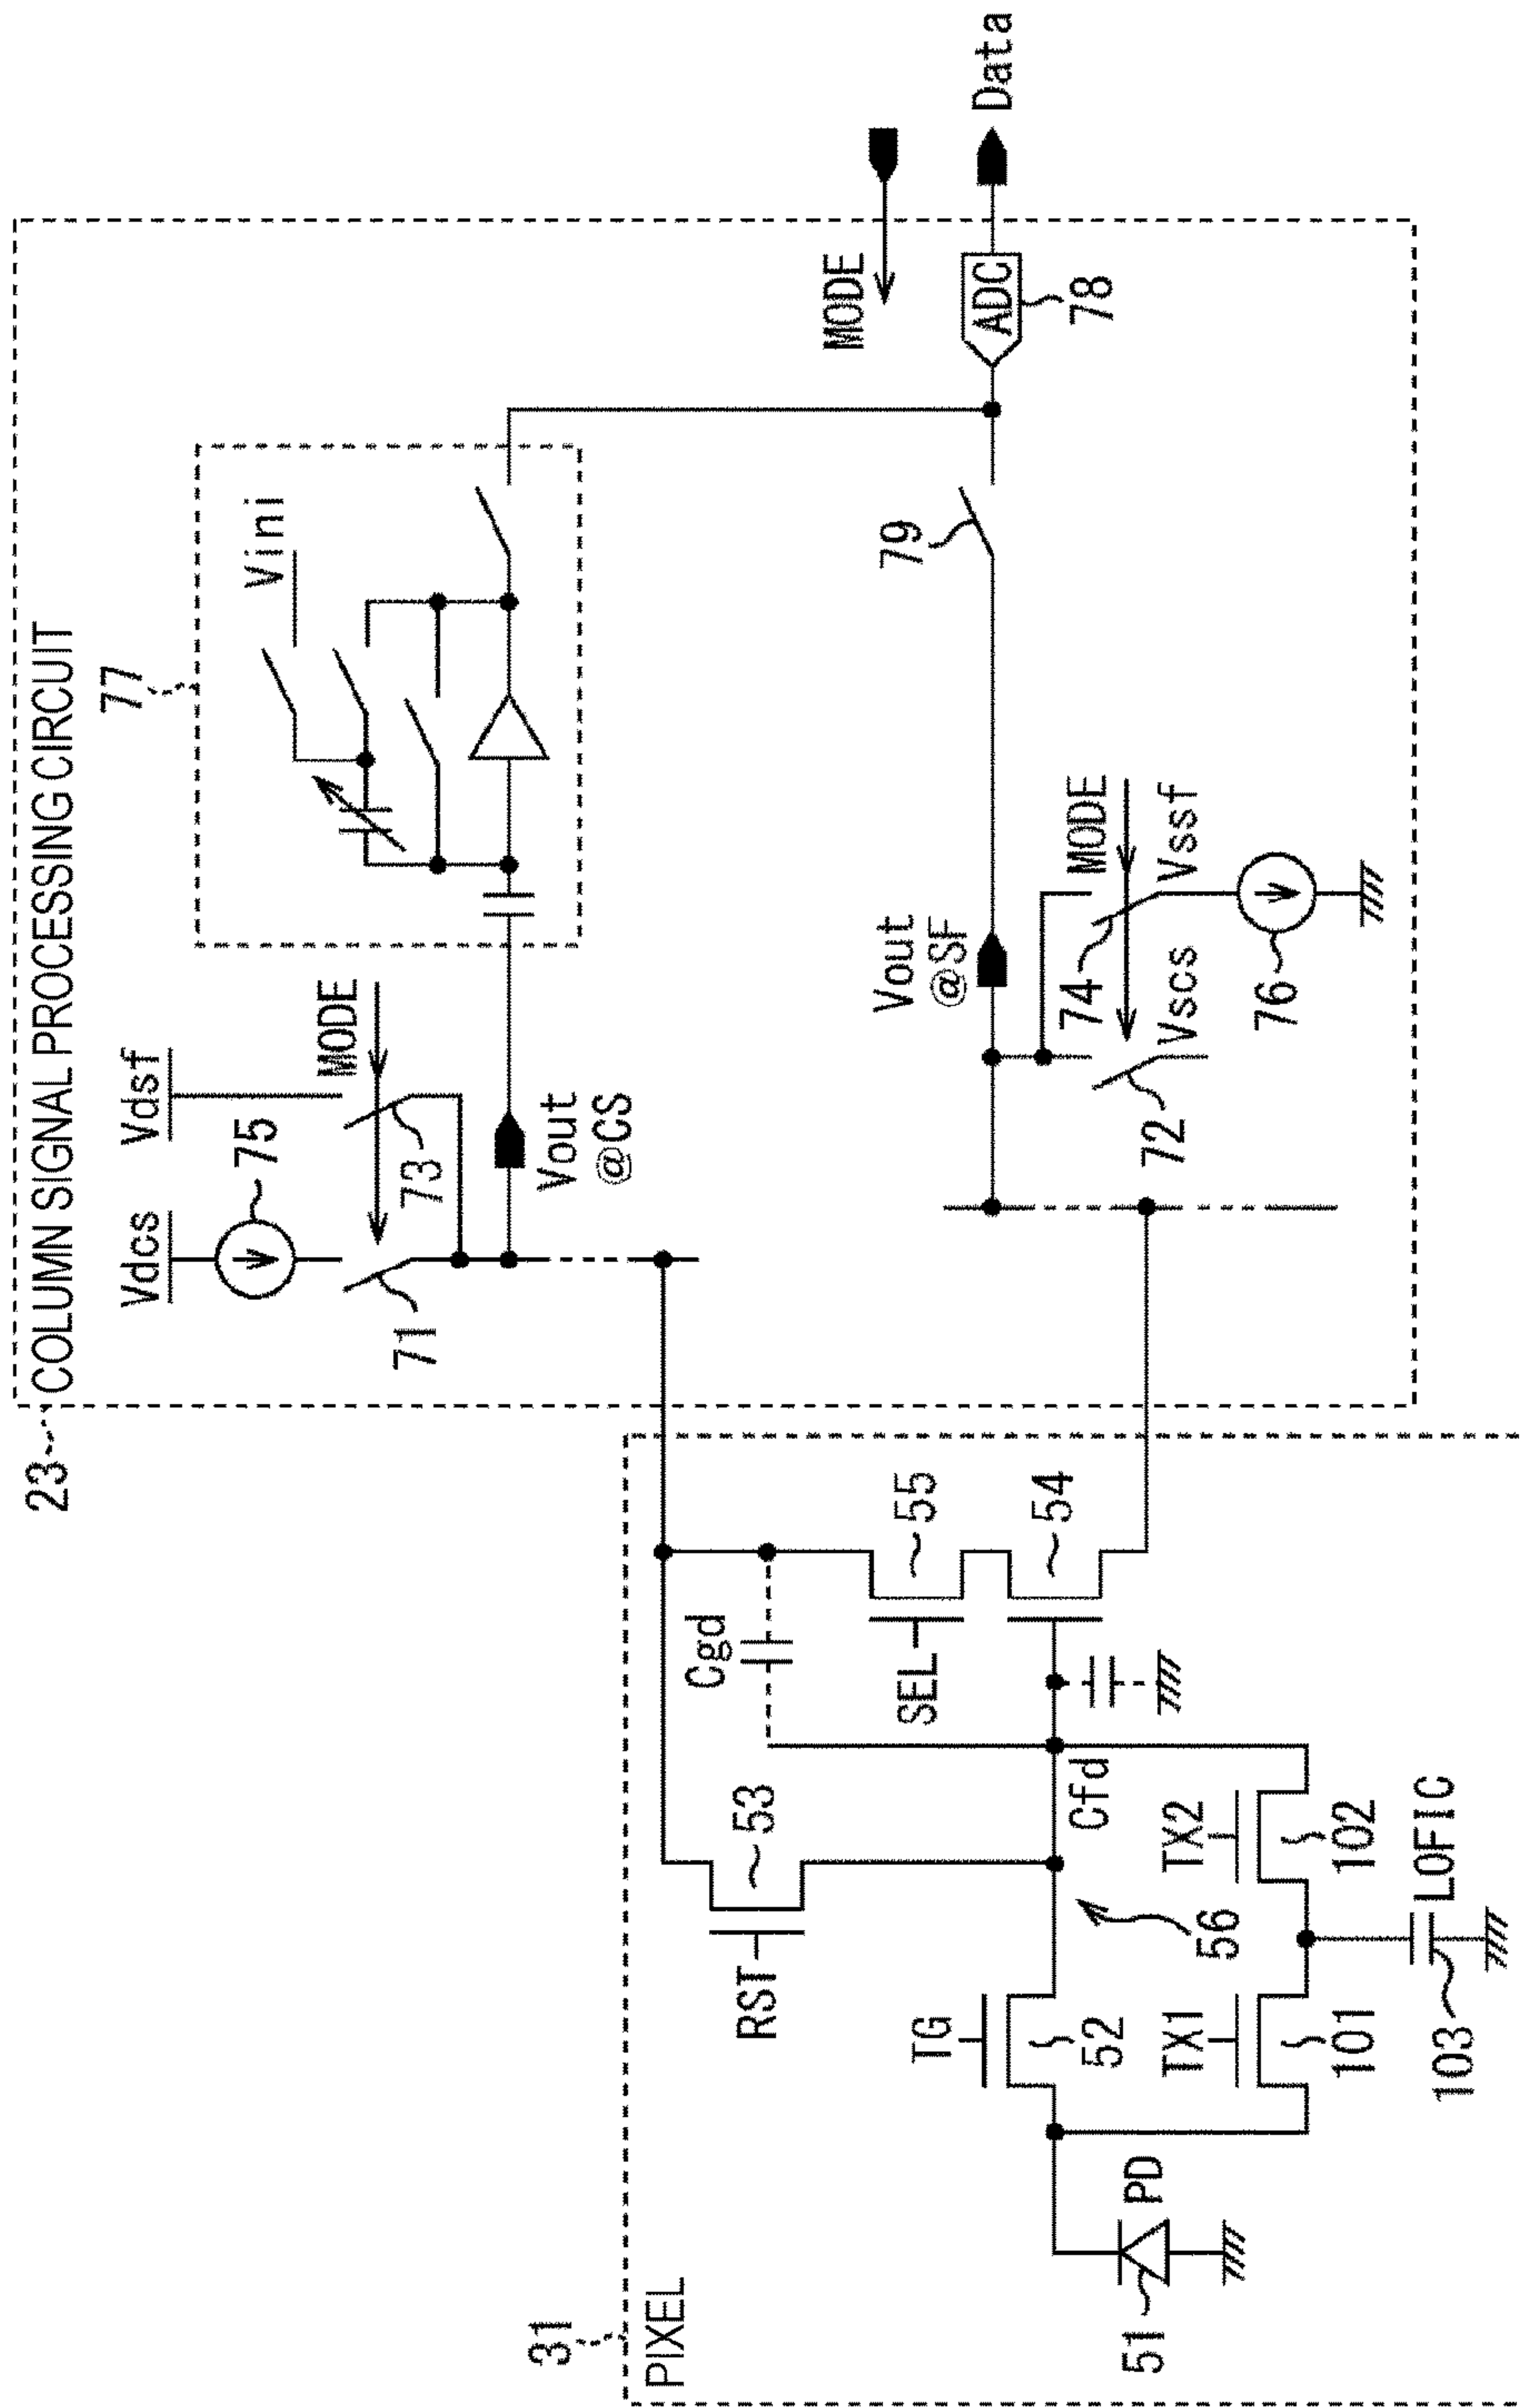 23
COLUMN SIGNAL PROCESSING CIRCUIT
77
Vdcs
Vdsf
75
Vini
MODE
71
73
Vout
@CS
MODE
Data
ADC
78
79
Vout
@SF
MODE
74
Vssf
72
Vscs
76
31
PIXEL
RST
53
Cgd
SEL
55
54
TG
52
56
Cfd
51
PD
TX1
101
TX2
102
103
LOFIC